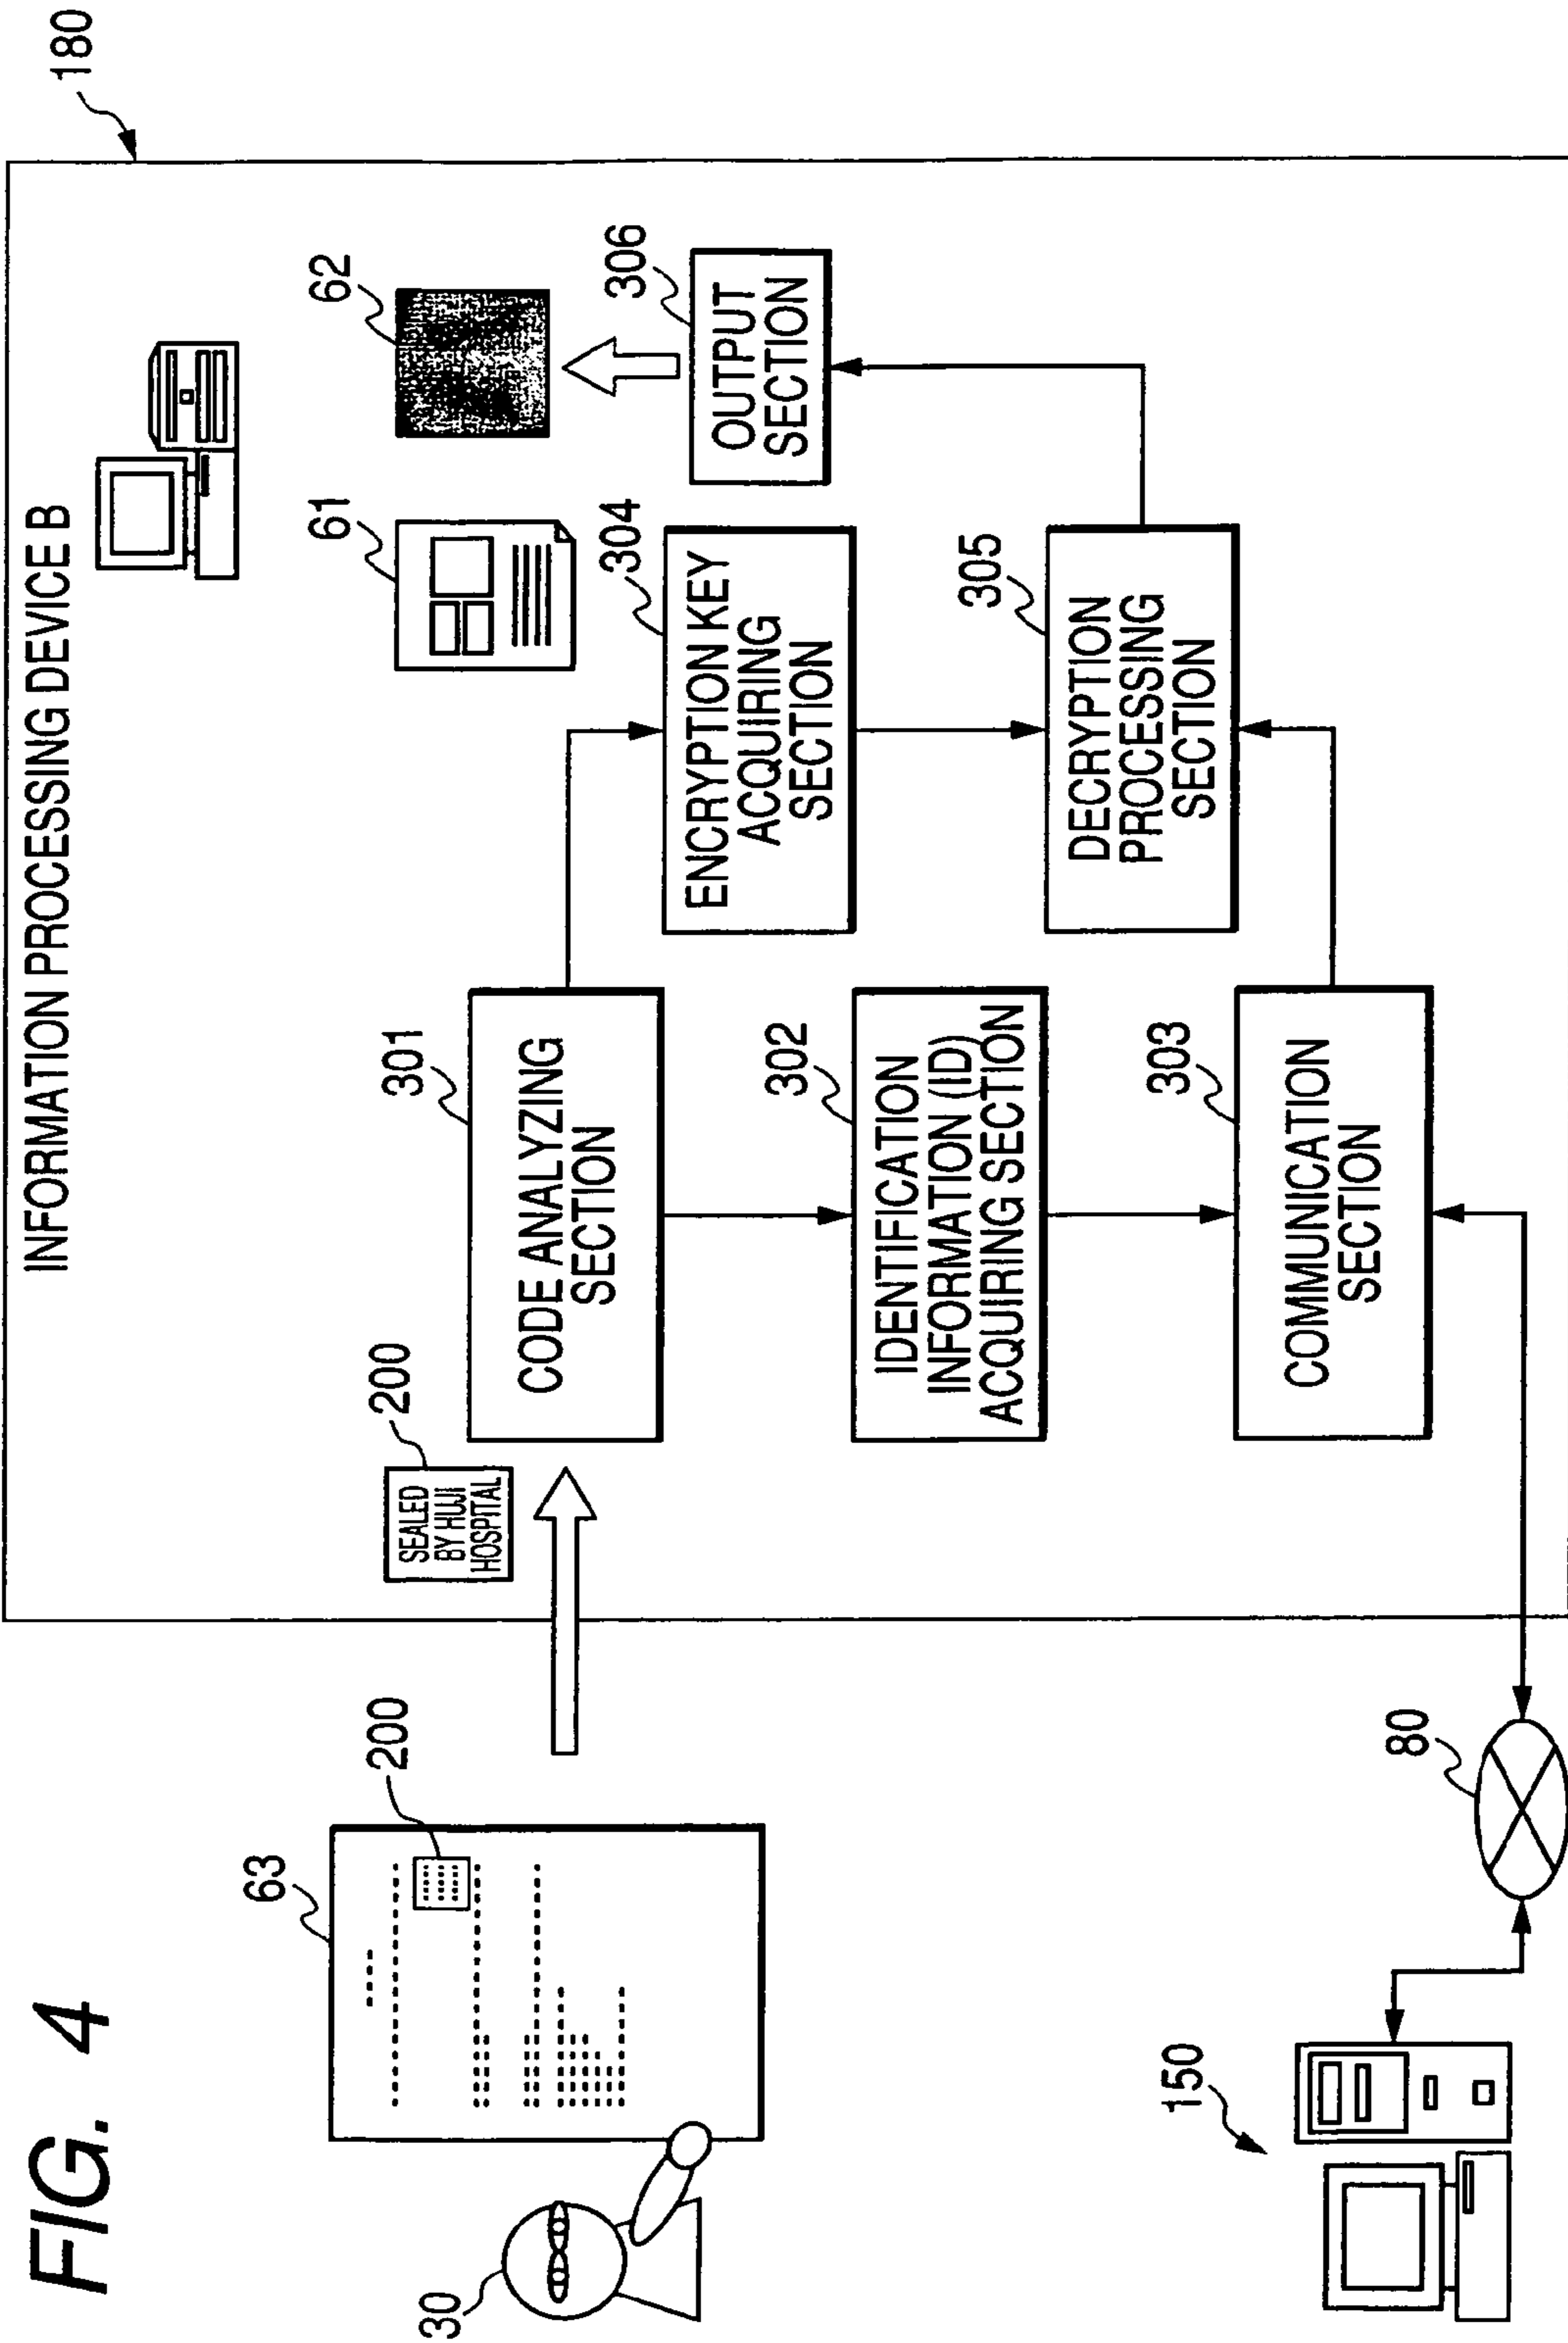 FIG. 4
INFORMATION PROCESSING DEVICE B
180
30
63
200
200
SEALED
BY HUJI
HOSPITAL
301
CODE ANALYZING
SECTION
61
62
304
ENCRYPTION KEY
ACQUIRING
SECTION
306
OUTPUT
SECTION
302
IDENTIFICATION
INFORMATION (ID)
ACQUIRING SECTION
305
DECRYPTION
PROCESSING
SECTION
303
COMMUNICATION
SECTION
150
80